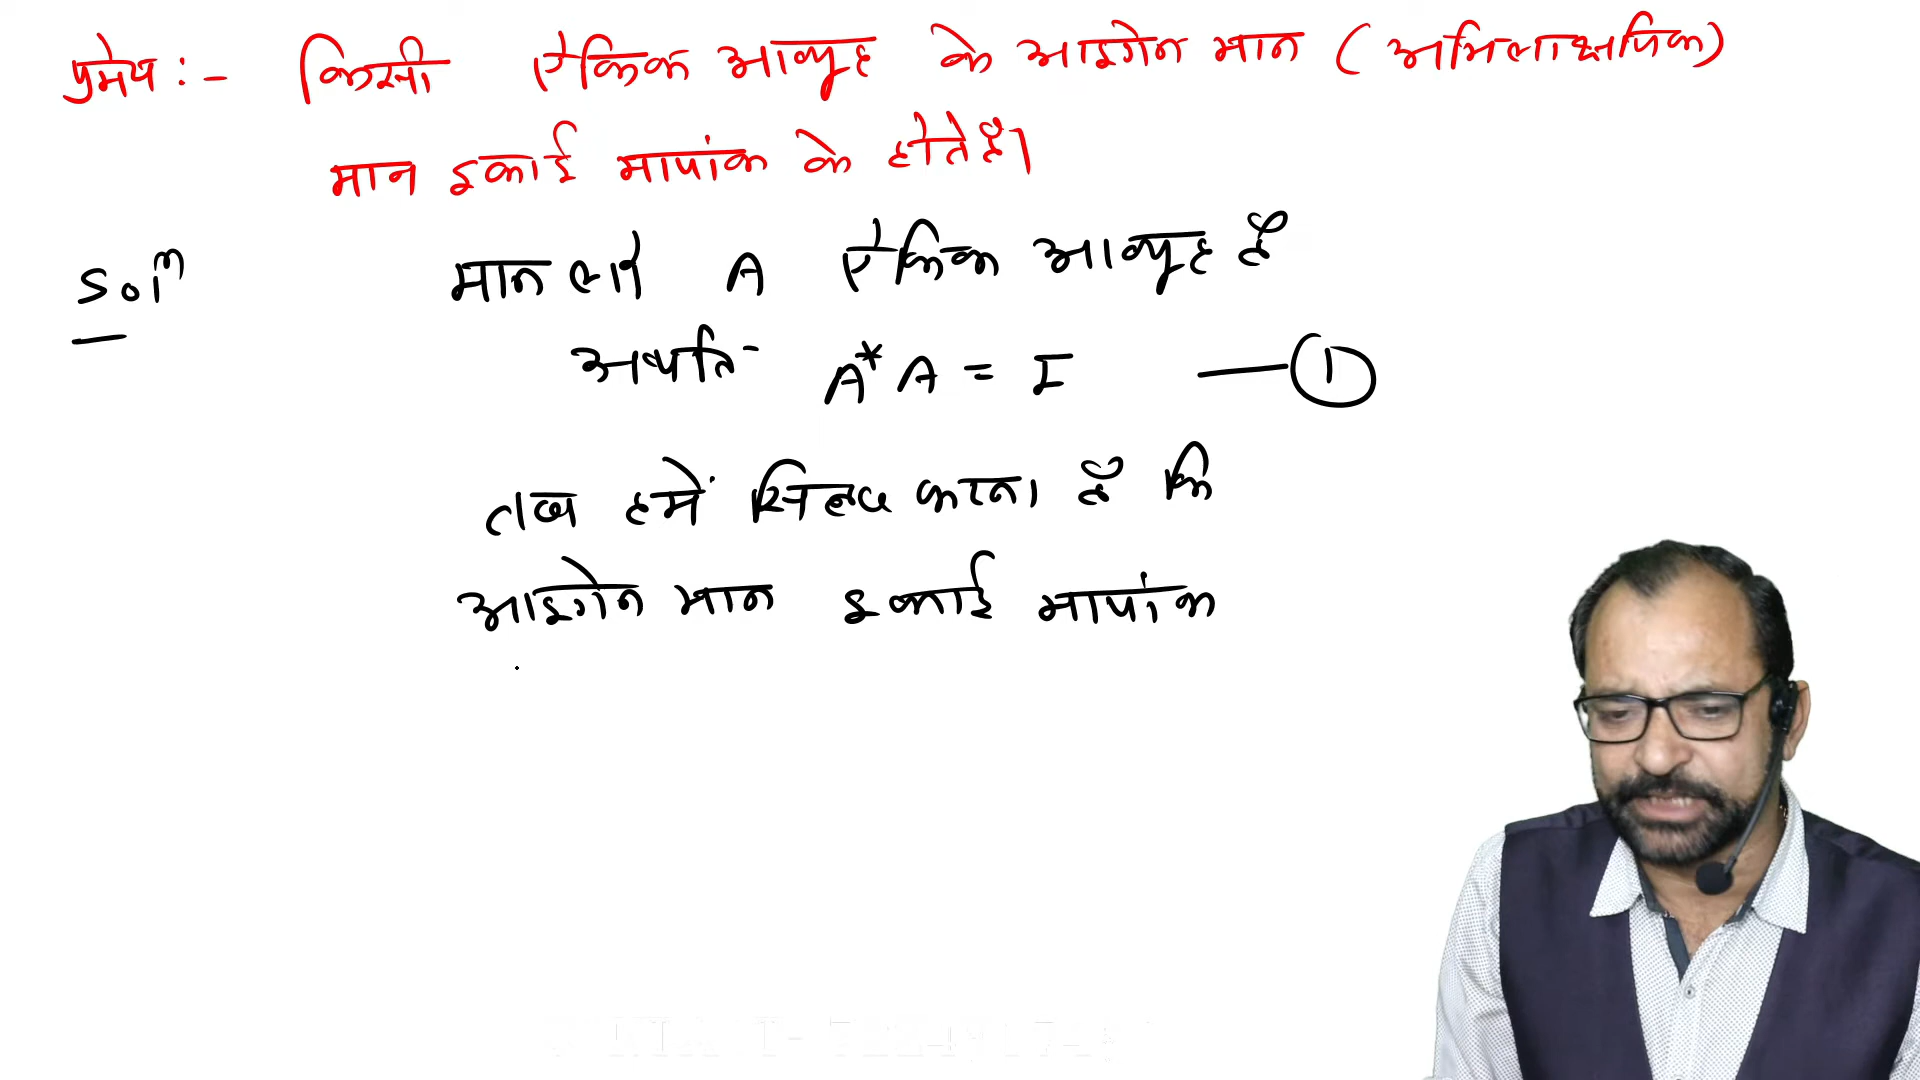 प्रमेय :- किसी ऐकिक आव्यूह के आइगेन मान ( अभिलाक्षणिक)
मान इकाई मापांक के होते हैं।
Solⁿ मान लो A ऐकिक आव्यूह है
अर्थात A* A = I — ①
तब हमें सिद्ध करना है कि
आइगेन मान इकाई मापांक